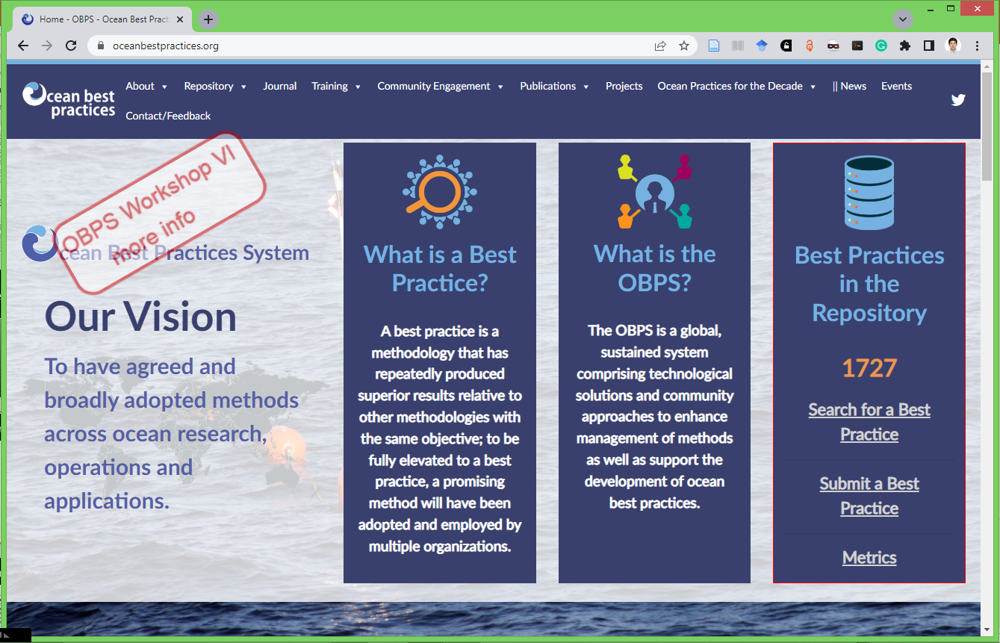 Home - OBPS - Ocean Best Pract
oceanbestpractices.org
About Repository Journal Training Community Engagement Publications Projects Ocean Practices for the Decade || News Events
cean best
practices
Contact/Feedback
OBPS Workshop VI
more info
cean Best Practices System
Our Vision
To have agreed and
broadly adopted methods
across ocean research,
operations and
applications.
What is a Best
Practice?
A best practice is a
methodology that has
repeatedly produced
superior results relative to
other methodologies with
the same objective; to be
fully elevated to a best
practice, a promising
method will have been
adopted and employed by
multiple organizations.
What is the
OBPS?
The OBPS is a global,
sustained system
comprising technological
solutions and community
approaches to enhance
management of methods
as well as support the
development of ocean
best practices.
Best Practices
in the
Repository
1727
Search for a Best
Practice
Submit a Best
Practice
Metrics